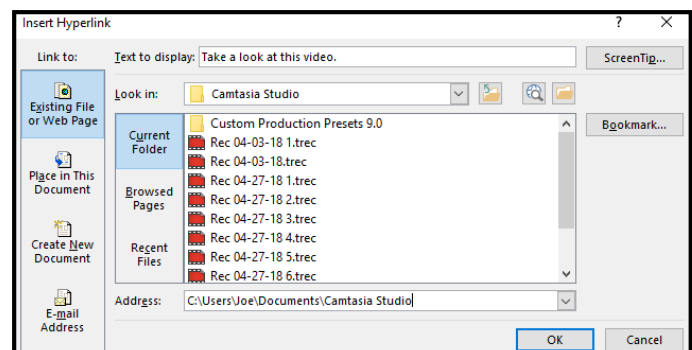 Insert Hyperlink ? X
Link to:
Text to display: Take a look at this video.
ScreenTip...
Existing File
or Web Page
Look in: Camtasia Studio
Bookmark...
Current
Folder
Custom Production Presets 9.0
Rec 04-03-18 1.trec
Rec 04-03-18.trec
Rec 04-27-18 1.trec
Rec 04-27-18 2.trec
Rec 04-27-18 3.trec
Rec 04-27-18 4.trec
Rec 04-27-18 5.trec
Rec 04-27-18 6.trec
Place in This
Document
Browsed
Pages
Create New
Document
Recent
Files
E-mail
Address
Address: C:\Users\Joe\Documents\Camtasia Studio
OK Cancel